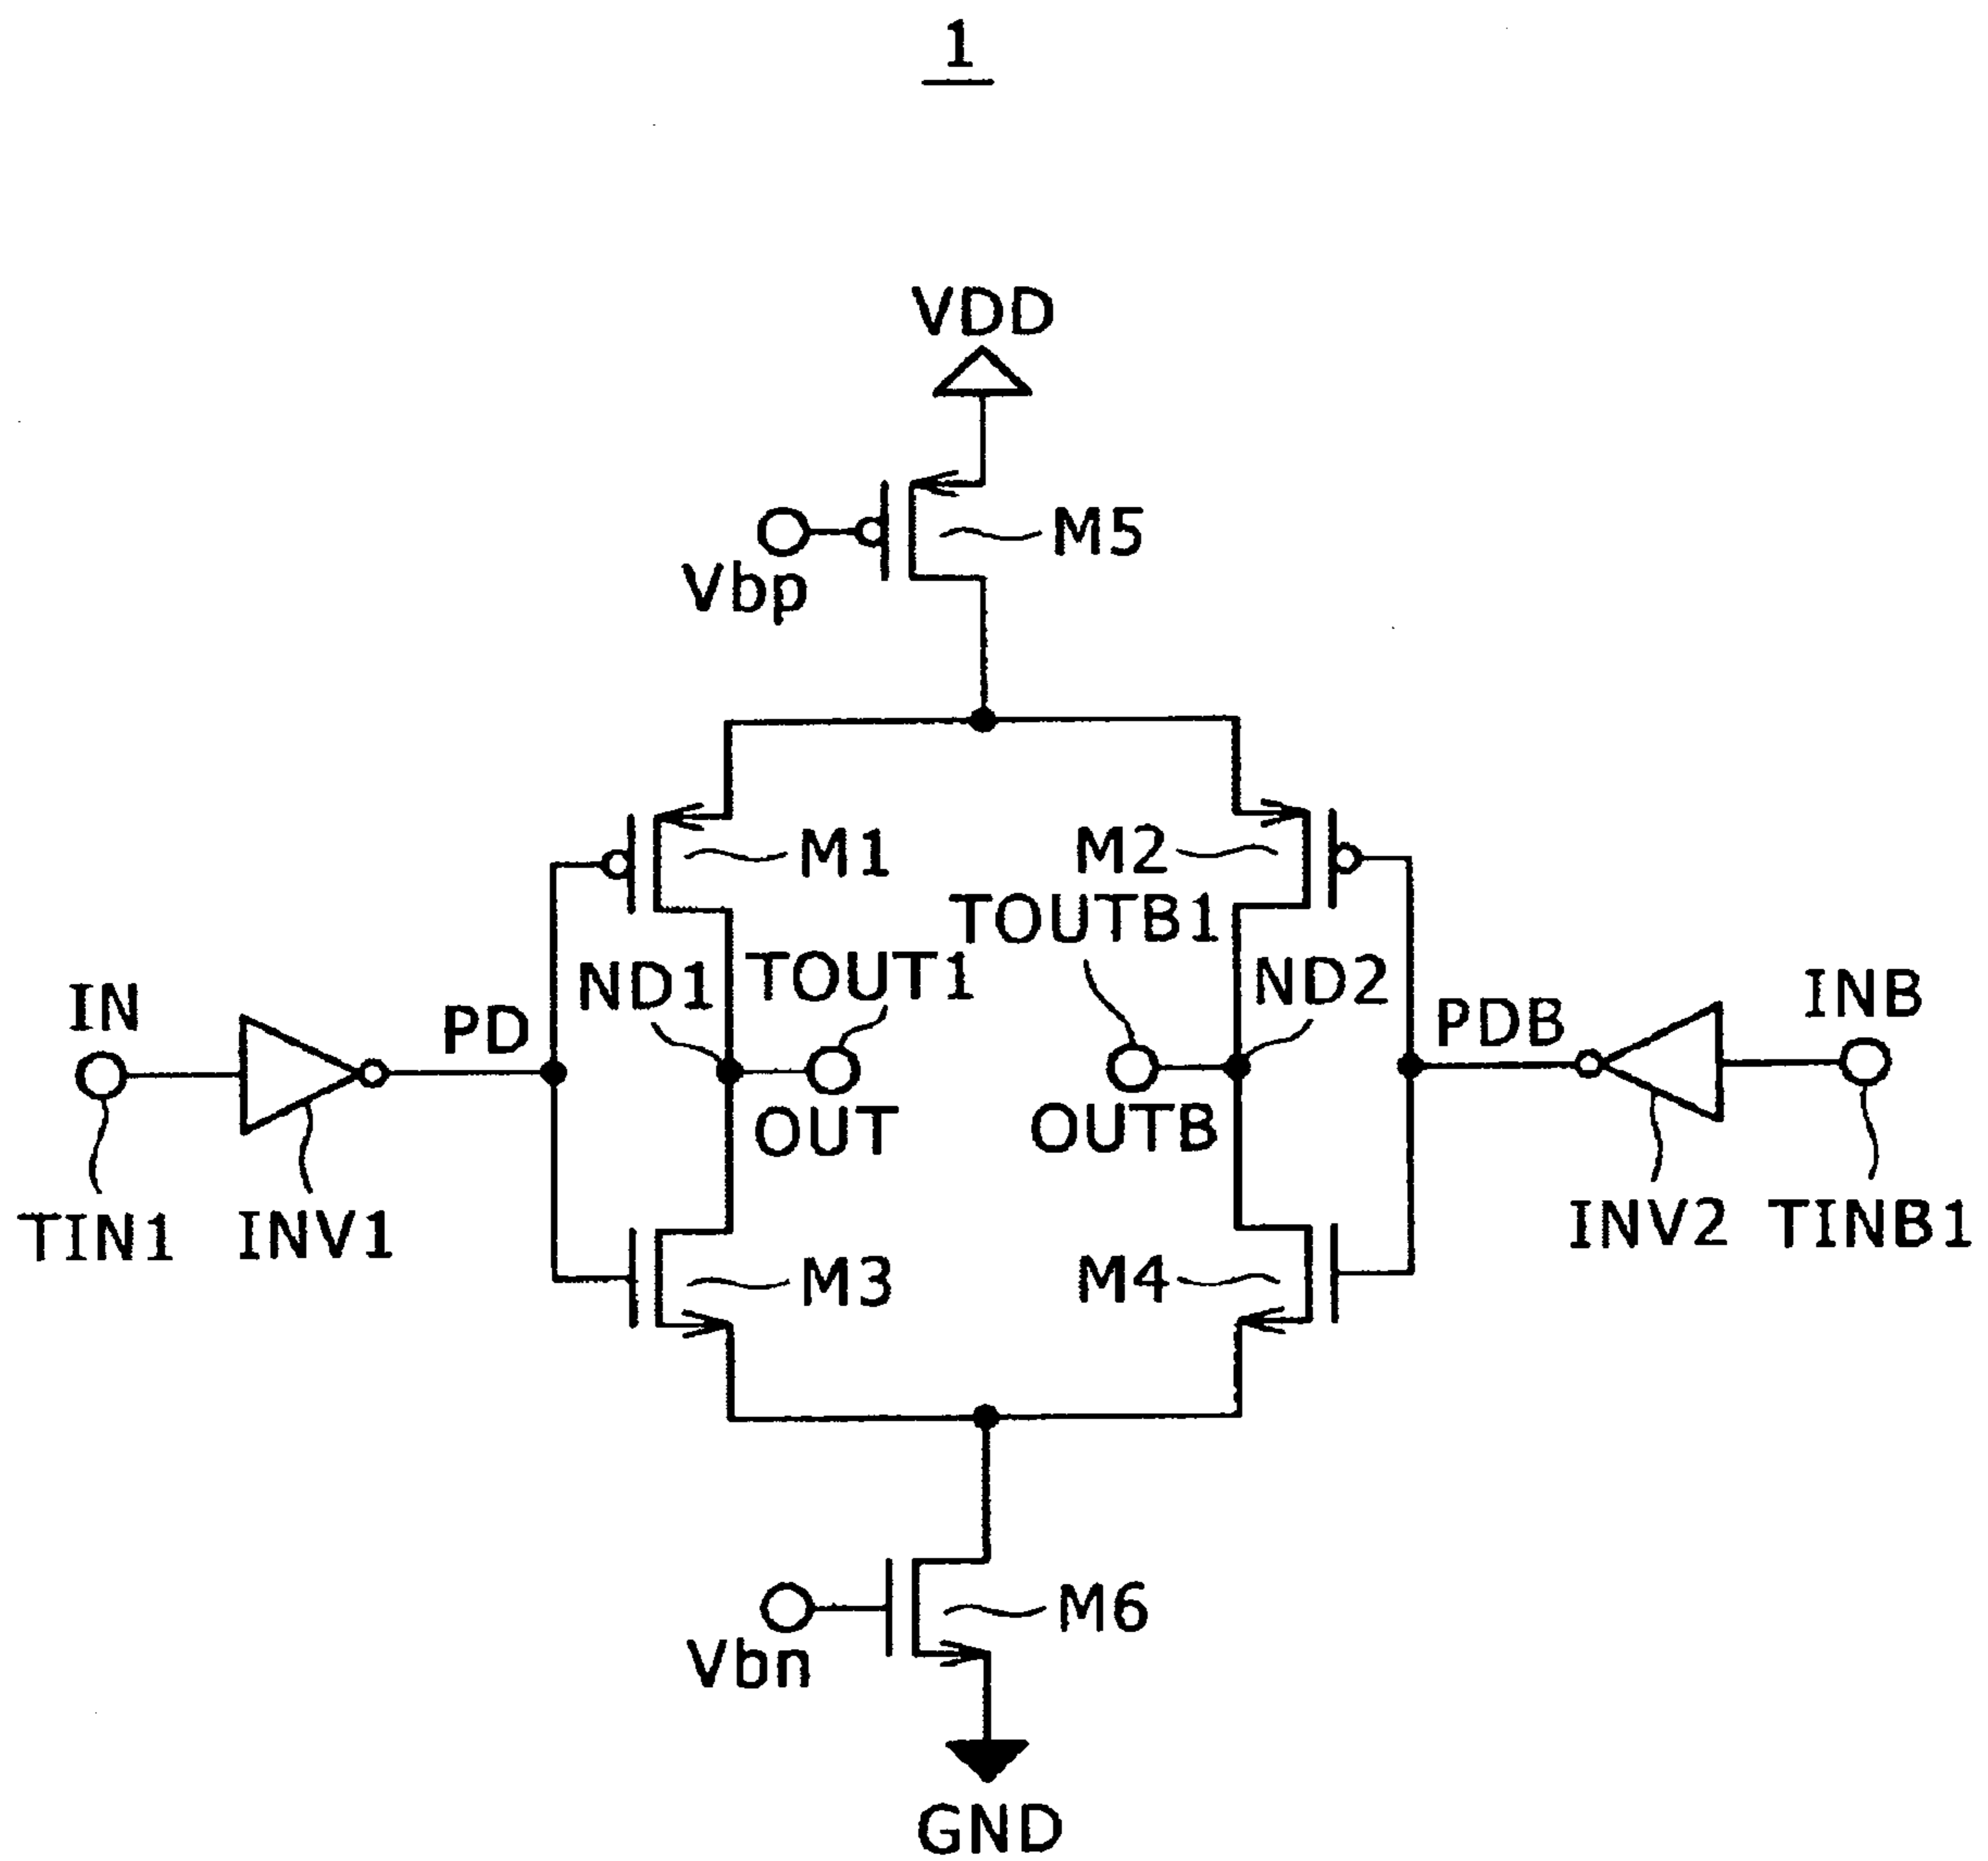 1
VDD
M5
Vbp
M1
M2
TOUTB1
ND1
TOUT1
ND2
IN
PD
PDB
INB
OUT
OUTB
TIN1
INV1
INV2
TINB1
M3
M4
M6
Vbn
GND